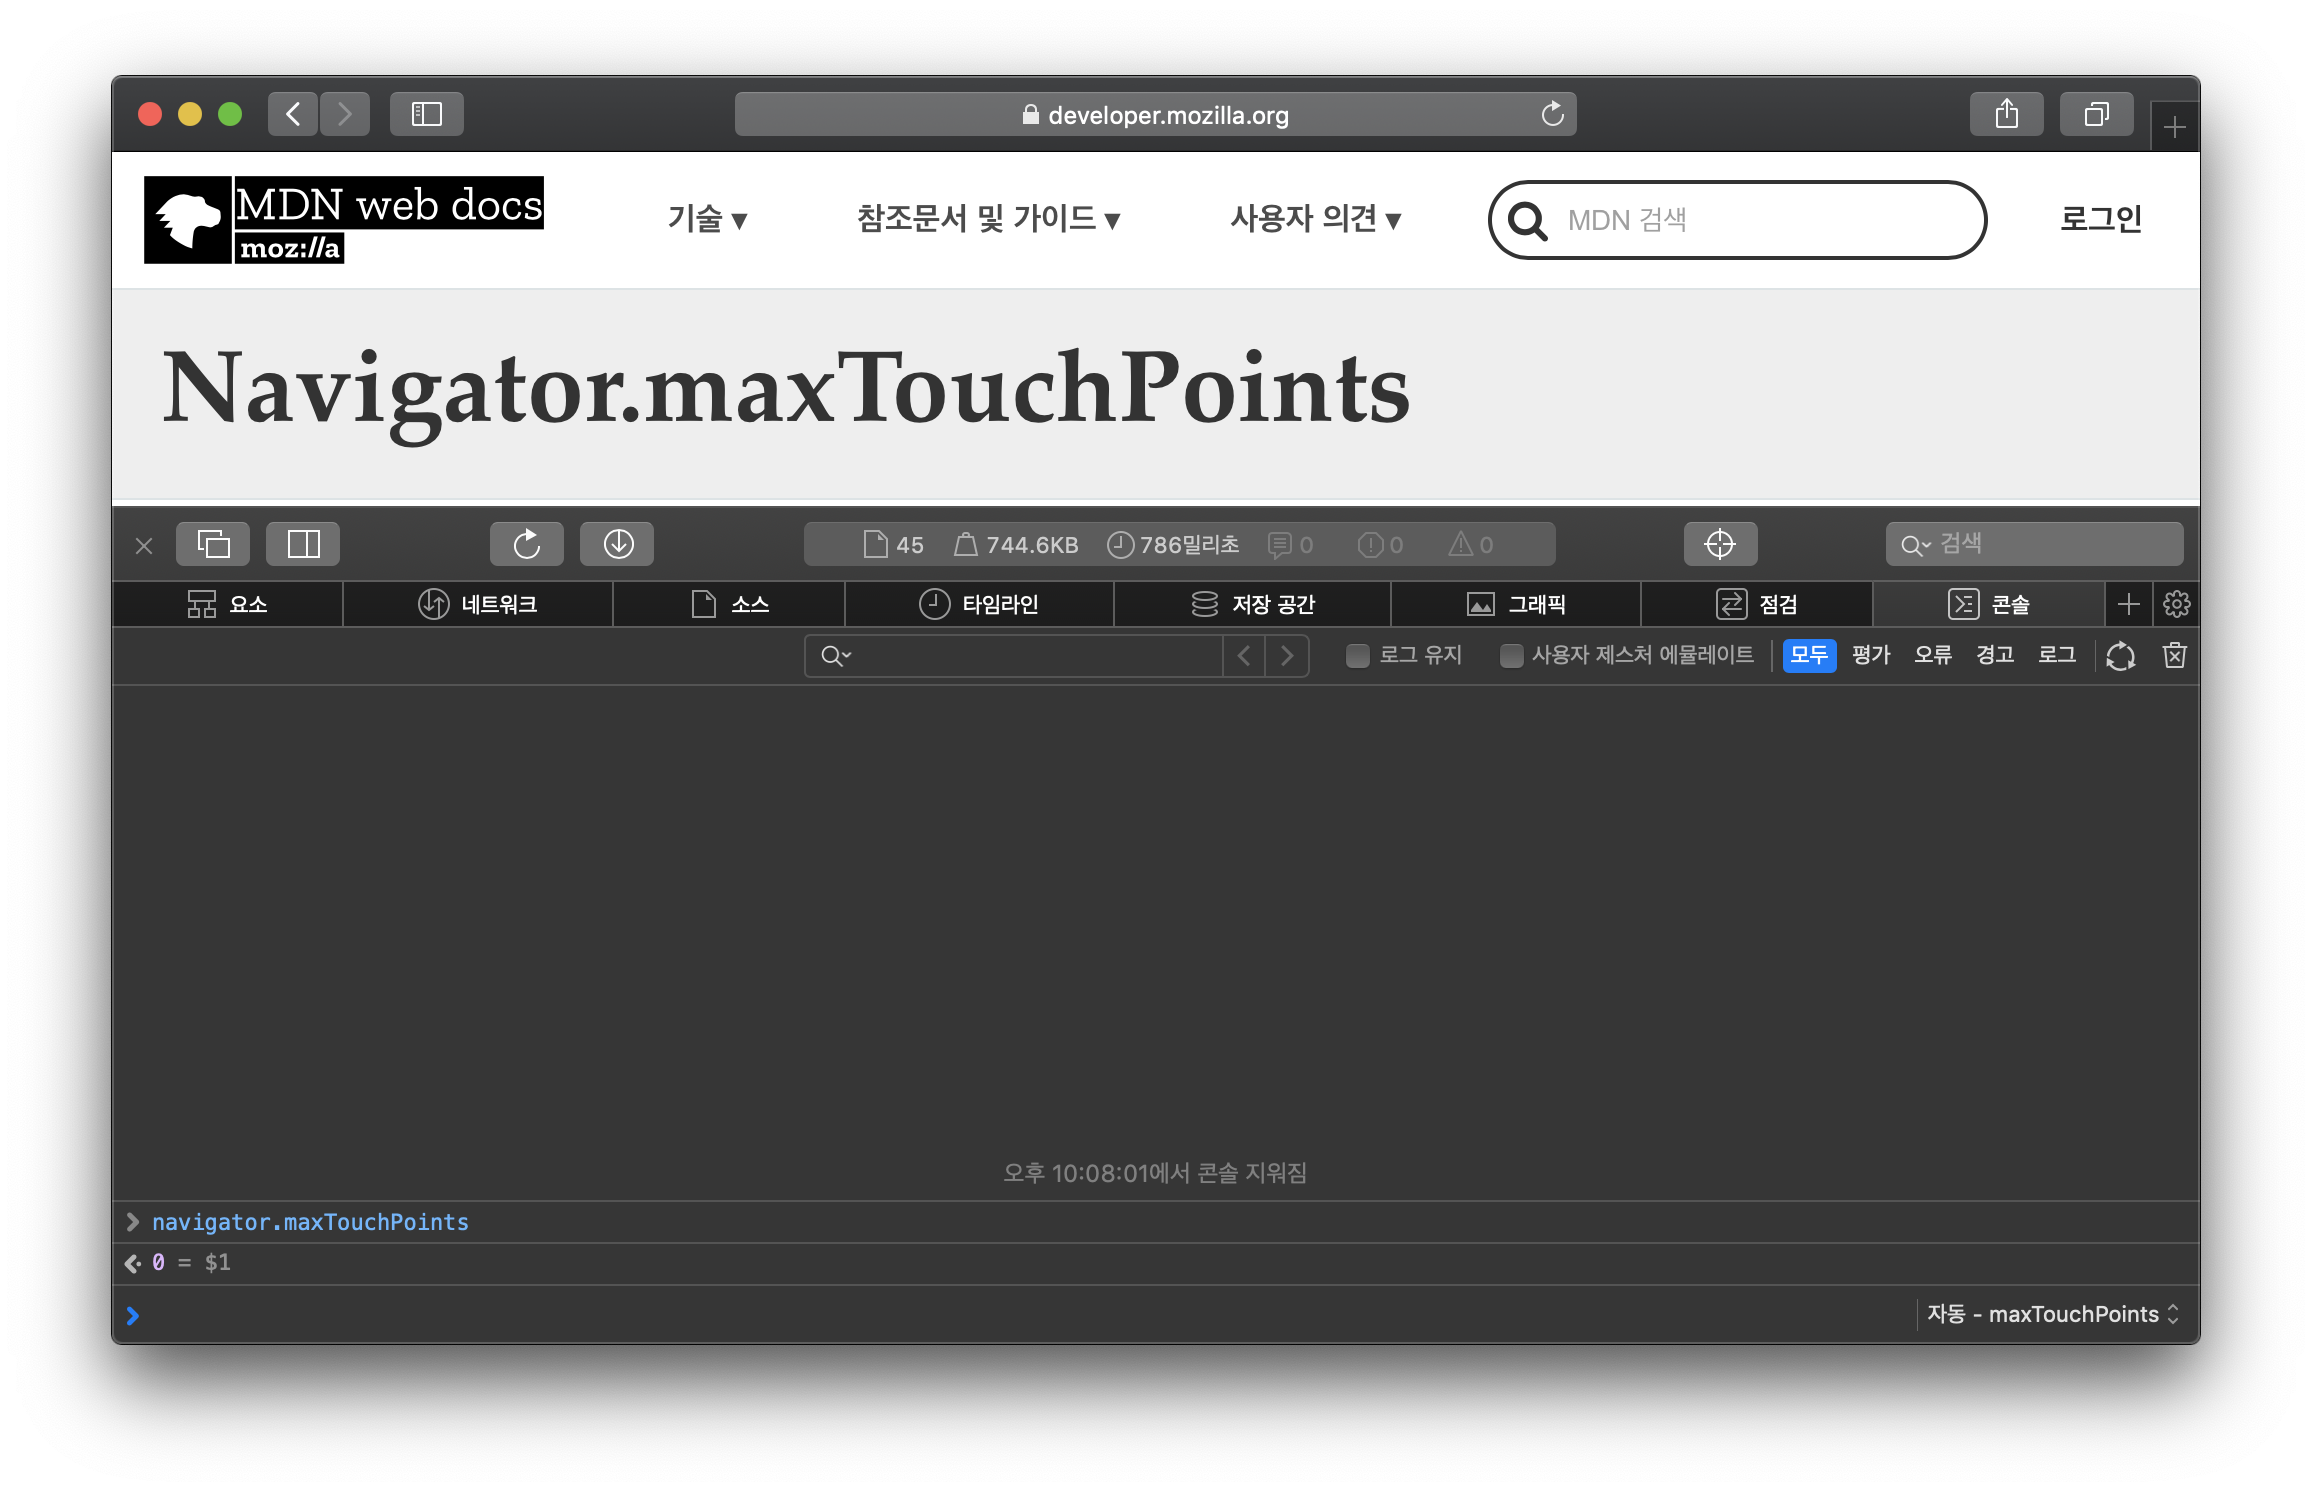 developer.mozilla.org
MDN web docs
moz://a
기술 ▼
참조문서 및 가이드 ▼
사용자 의견 ▼
MDN 검색
로그인
Navigator.maxTouchPoints
45
744.6KB
786밀리초
0
0
0
검색
요소
네트워크
소스
타임라인
저장 공간
그래픽
점검
콘솔
로그 유지
사용자 제스처 에뮬레이트
모두
평가
오류
경고
로그
오후 10:08:01에서 콘솔 지워짐
navigator.maxTouchPoints
0 = $1
자동 - maxTouchPoints